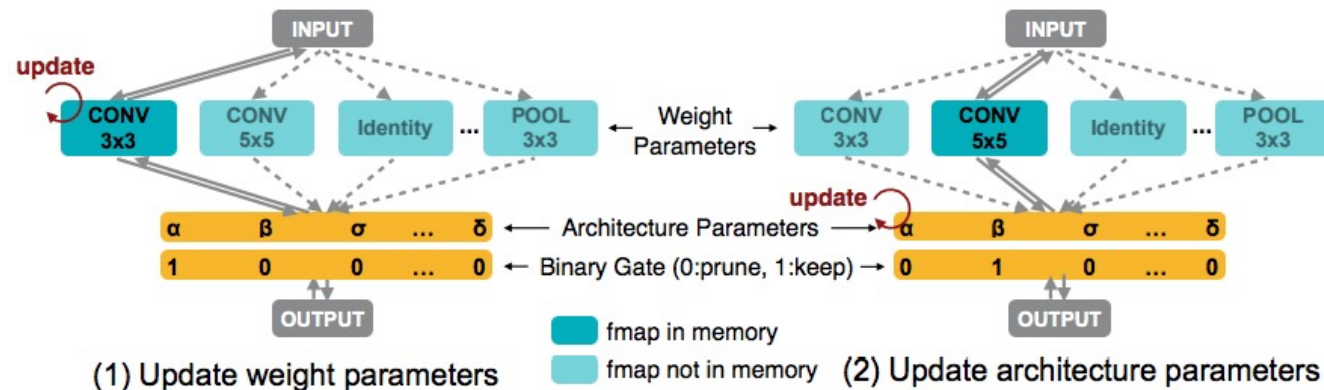 INPUT
update
CONV
3x3
CONV
5x5
Identity
...
POOL
3x3
α β σ ... δ
1 0 0 ... 0
OUTPUT
(1) Update weight parameters
Weight
Parameters
Architecture Parameters
Binary Gate (0:prune, 1:keep)
fmap in memory
fmap not in memory
INPUT
CONV
3x3
CONV
5x5
Identity
...
POOL
3x3
update
α β σ ... δ
0 1 0 ... 0
OUTPUT
(2) Update architecture parameters